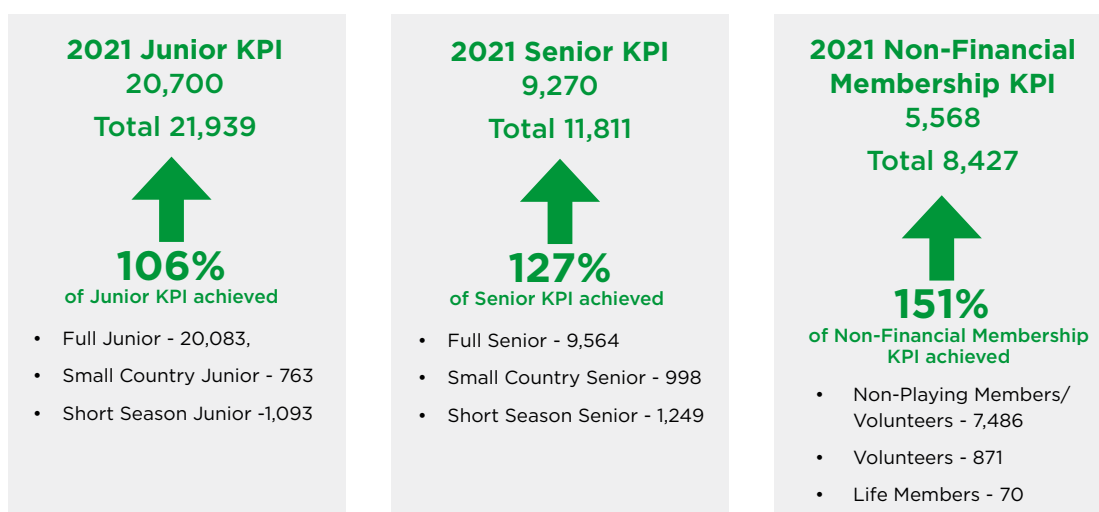 2021 Junior KPI
20,700
Total 21,939
106%
of Junior KPI achieved
• Full Junior - 20,083,
• Small Country Junior - 763
• Short Season Junior -1,093
2021 Senior KPI
9,270
Total 11,811
127%
of Senior KPI achieved
• Full Senior - 9,564
• Small Country Senior - 998
• Short Season Senior - 1,249
2021 Non-Financial
Membership KPI
5,568
Total 8,427
151%
of Non-Financial Membership
KPI achieved
• Non-Playing Members/
Volunteers - 7,486
• Volunteers - 871
• Life Members - 70